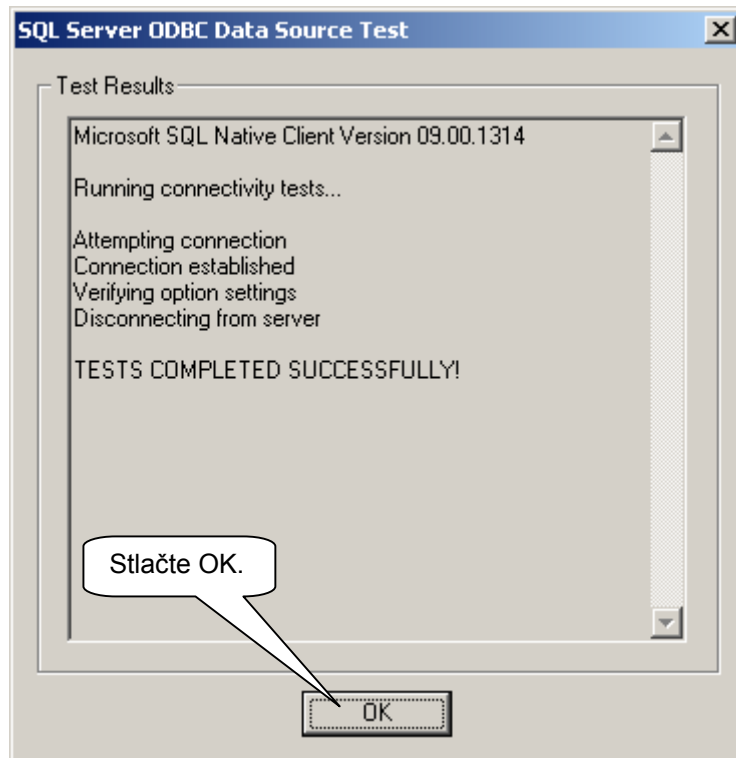 SQL Server ODBC Data Source Test
Test Results
Microsoft SQL Native Client Version 09.00.1314
Running connectivity tests...
Attempting connection
Connection established
Verifying option settings
Disconnecting from server
TESTS COMPLETED SUCCESSFULLY!
Stlačte OK.
OK